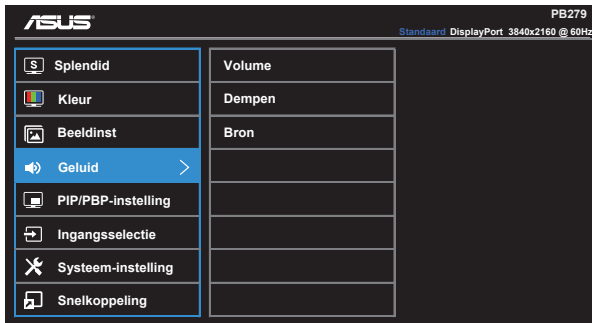 ASUS
PB279
Standaard DisplayPort 3840x2160 @ 60Hz
S Splendid
Kleur
Beeldinst
Geluid
PIP/PBP-instelling
Ingangsselectie
Systeem-instelling
Snelkoppeling
Volume
Dempen
Bron